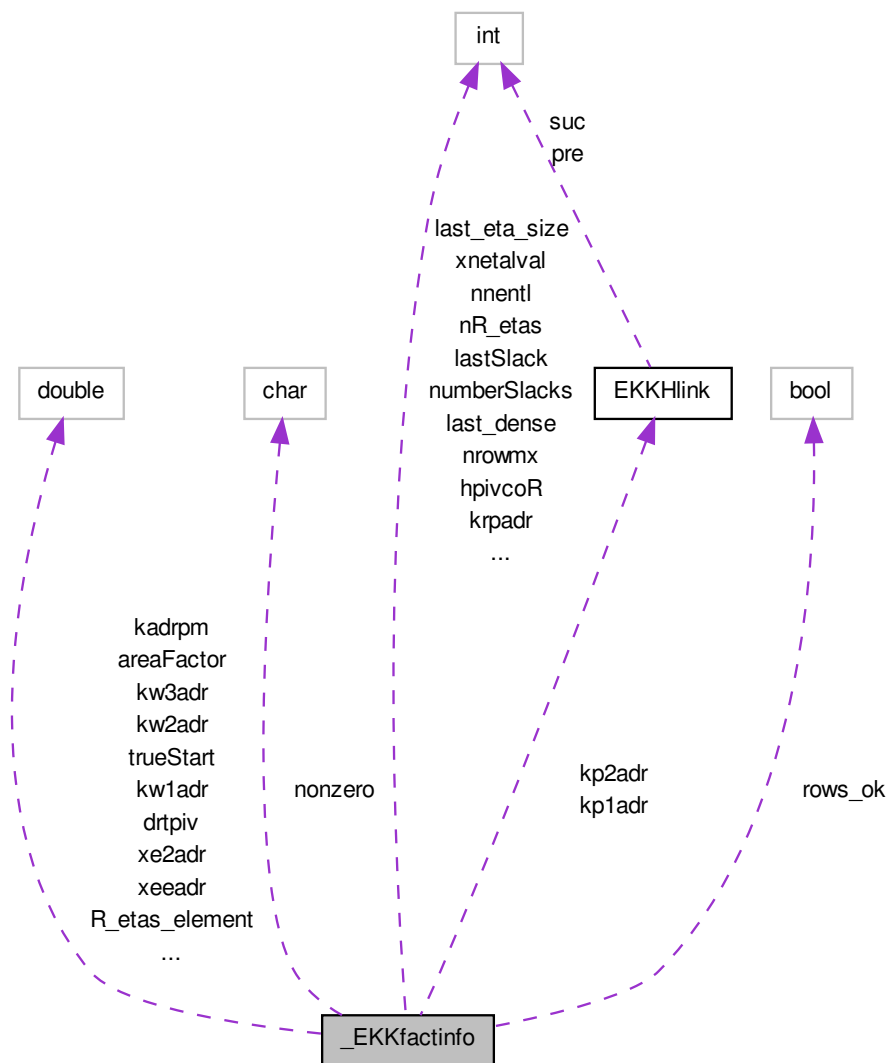 int
suc
pre
last_eta_size
xnetalval
nnentl
nR_etas
lastSlack
numberSlacks
last_dense
nrowmx
hpivcoR
krpadr
...
double
char
EKKHlink
bool
kadrpm
areaFactor
kw3adr
kw2adr
trueStart
kw1adr
drtpiv
xe2adr
xeeadr
R_etas_element
...
nonzero
kp2adr
kp1adr
rows_ok
_EKKfactinfo